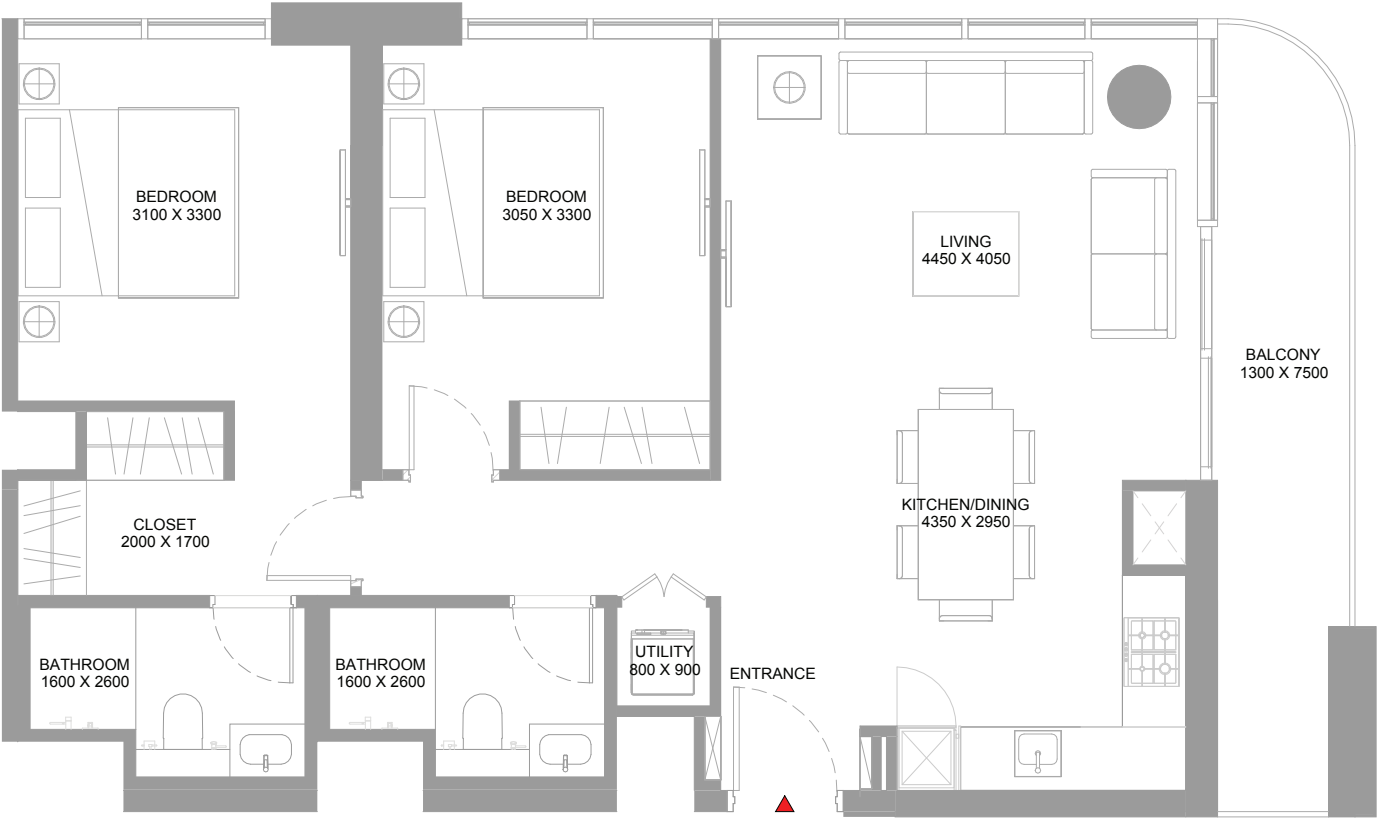 BEDROOM
3100 X 3300
BEDROOM
3050 X 3300
LIVING
4450 X 4050
BALCONY
1300 X 7500
KITCHEN/DINING
4350 X 2950
CLOSET
2000 X 1700
BATHROOM
1600 X 2600
BATHROOM
1600 X 2600
UTILITY
800 X 900
ENTRANCE